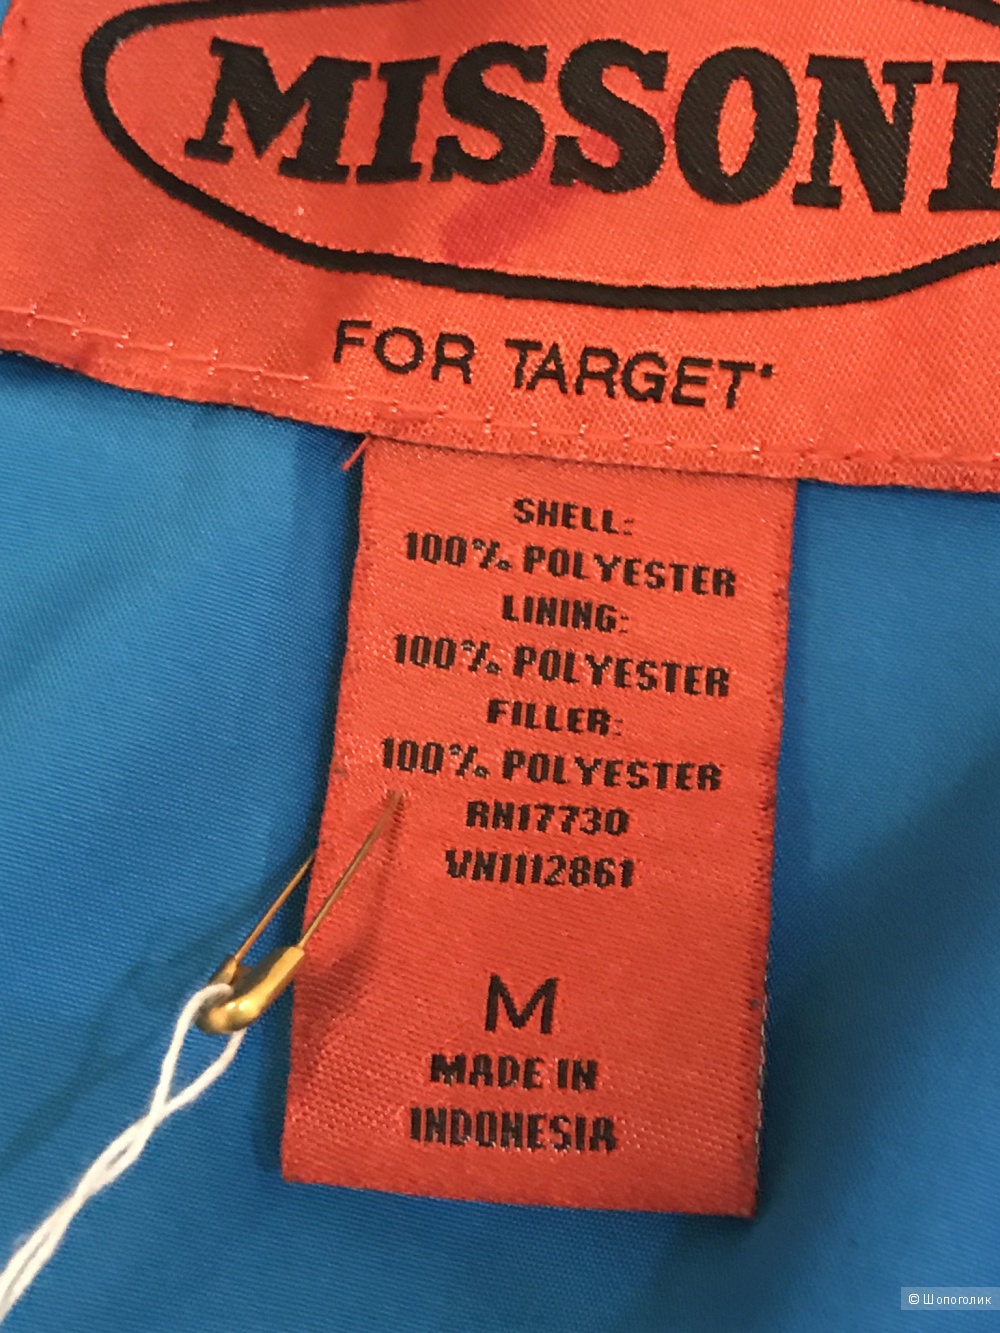 MISSONI
FOR TARGET
SHELL:
100% POLYESTER
LINING:
100% POLYESTER
FILLER:
100% POLYESTER
RN17730
VN1112861
M
MADE IN
INDONESIA
© Шопоголик